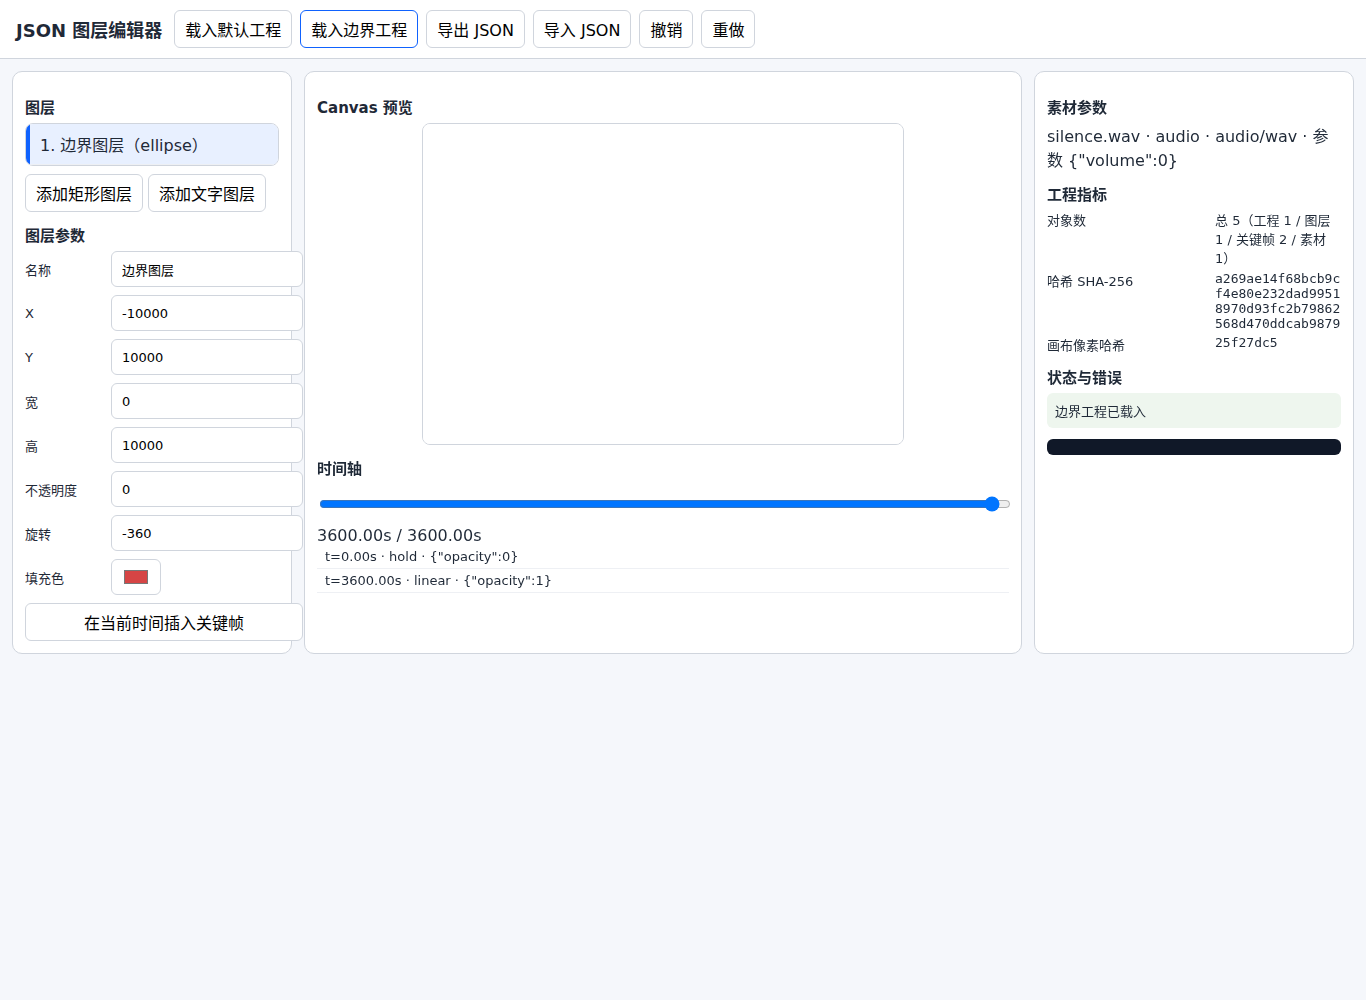 JSON 图层编辑器
载入默认工程
载入边界工程
导出 JSON
导入 JSON
撤销
重做
图层
1. 边界图层（ellipse）
添加矩形图层
添加文字图层
图层参数
名称
边界图层
X
-10000
Y
10000
宽
0
高
10000
不透明度
0
旋转
-360
填充色
在当前时间插入关键帧
Canvas 预览
时间轴
3600.00s / 3600.00s
t=0.00s · hold · {"opacity":0}
t=3600.00s · linear · {"opacity":1}
素材参数
silence.wav · audio · audio/wav · 参
数 {"volume":0}
工程指标
对象数
总 5（工程 1 / 图层
1 / 关键帧 2 / 素材
1）
哈希 SHA-256
a269ae14f68bcb9c
f4e80e232dad9951
8970d93fc2b79862
568d470ddcab9879
画布像素哈希
25f27dc5
状态与错误
边界工程已载入